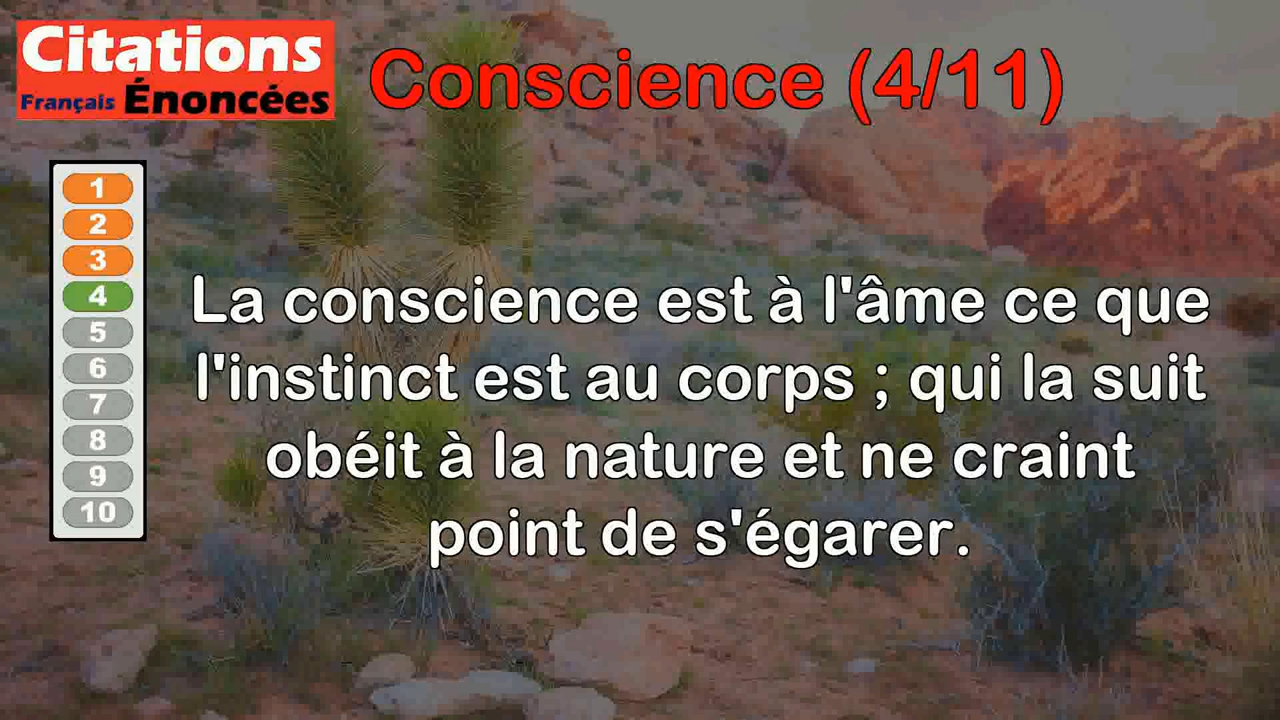 Citations
Français Énoncées
Conscience (4/11)
1
2
3
4
5
6
7
8
9
10
La conscience est à l'âme ce que
l'instinct est au corps ; qui la suit
obéit à la nature et ne craint
point de s'égarer.